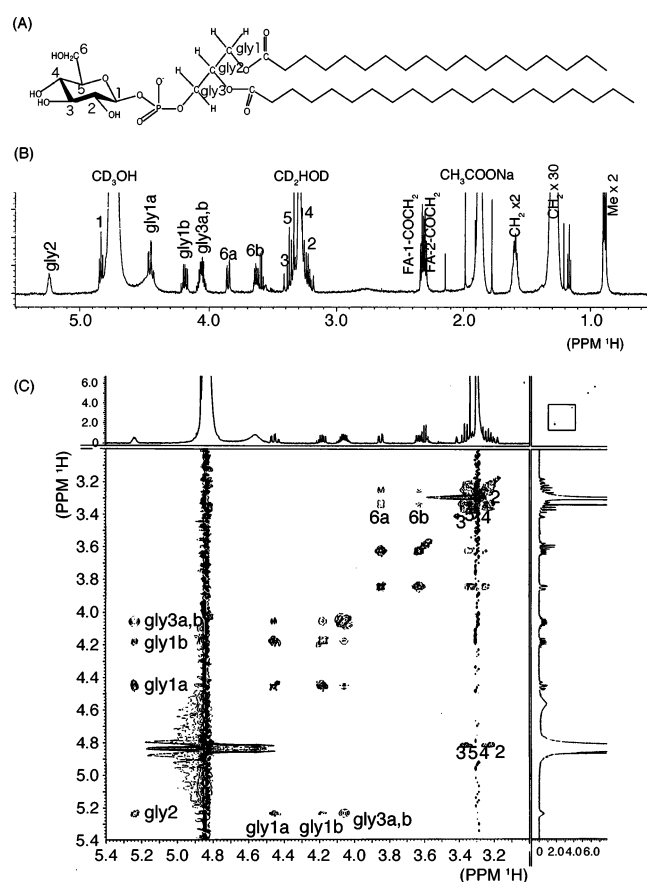 (A)
H H gly1 O
6 C C
HOH₂C O⁻ H gly2 O O
4 O C
HO 5 1 O P O C gly3 O C
HO 3 2 OH O H
(B)
CD₃OH CD₂HOD CH₃COONa
gly2 1 gly1a gly1b gly3a,b 6a 6b 3 5 4 2 FA-1-COCH₂ FA-2-COCH₂ CH₂ x2 CH₂ x 30 Me x 2
5.0 4.0 3.0 2.0 1.0
(PPM ¹H)
(C)
6.0
4.0
2.0
0
(PPM ¹H)
3.2 2
6a 6b 3 5 4
3.4
3.6
3.8
4.0 gly3a,b
4.2 gly1b
4.4 gly1a
4.6
4.8 3 5 4 2
5.0
5.2 gly2 gly1a gly1b gly3a,b
5.4
5.4 5.2 5.0 4.8 4.6 4.4 4.2 4.0 3.8 3.6 3.4 3.2 0 2.0 4.0 6.0
(PPM ¹H)